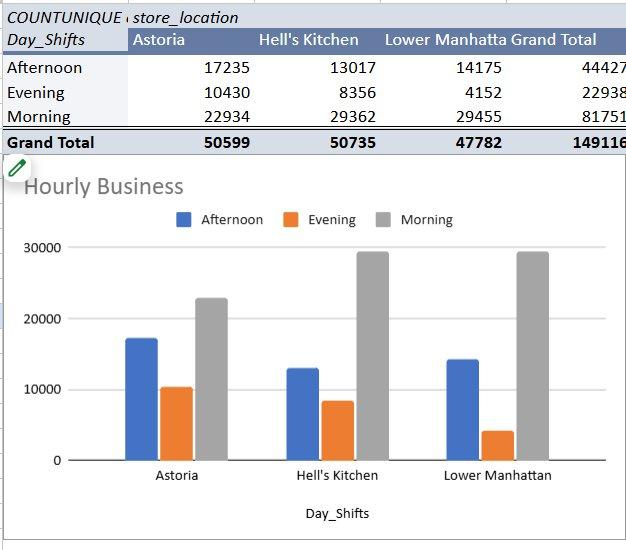 COUNTUNIQUE store_location
Day_Shifts Astoria Hell's Kitchen Lower Manhatta Grand Total
Afternoon 17235 13017 14175 44427
Evening 10430 8356 4152 22938
Morning 22934 29362 29455 81751
Grand Total 50599 50735 47782 149116
Hourly Business
Afternoon Evening Morning
30000
20000
10000
0
Astoria Hell's Kitchen Lower Manhattan
Day_Shifts